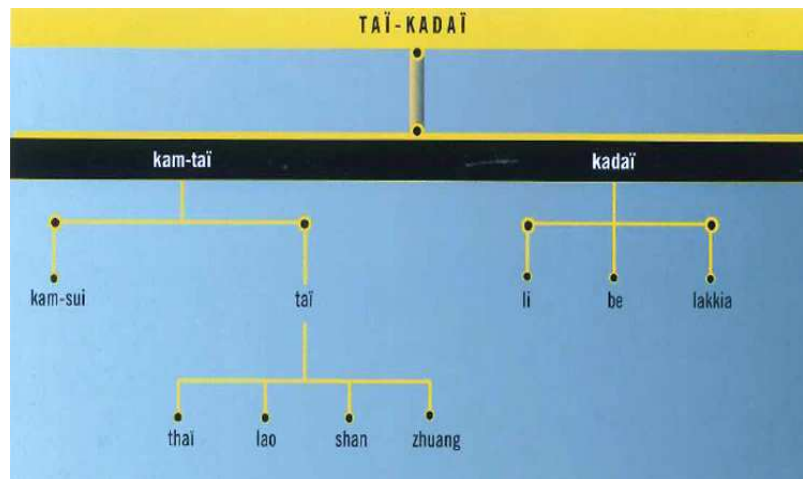 TAÏ-KADAÏ
kam-taï kadaï
kam-sui taï li be lakkia
thaï lao shan zhuang